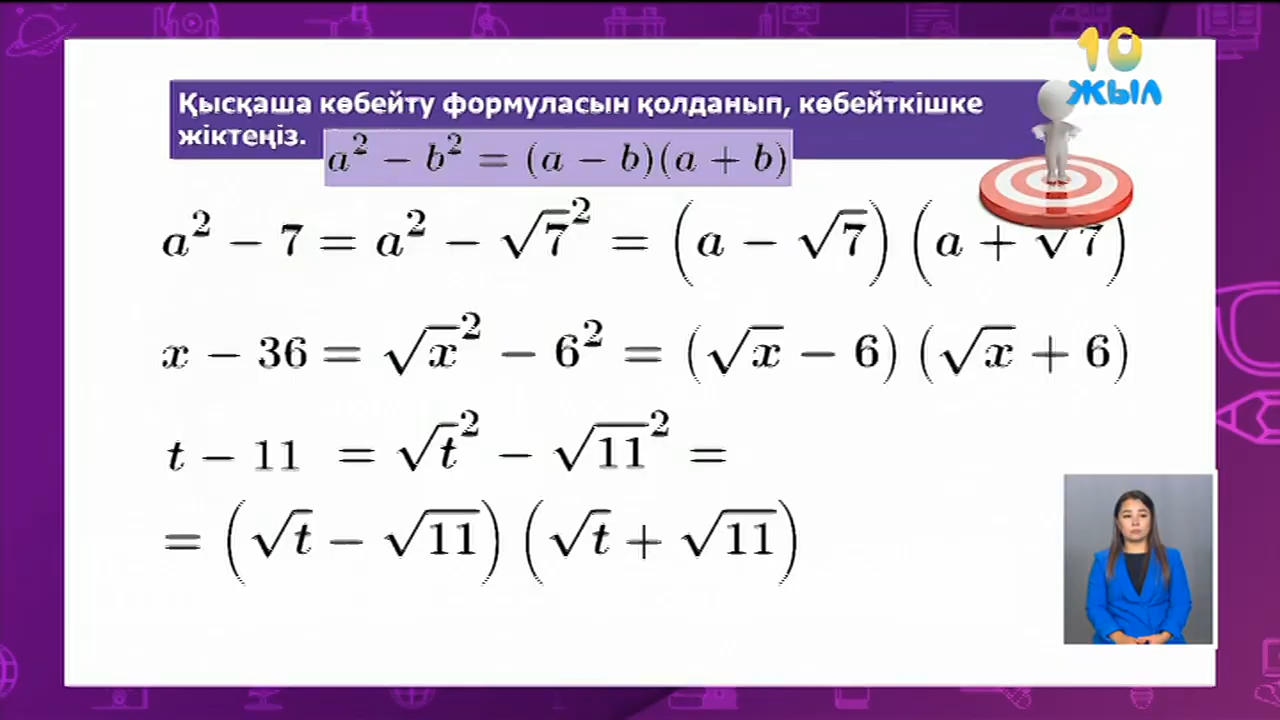 10
ЖЫЛ
Қысқаша көбейту формуласын қолданып, көбейткішке
жіктеңіз.
a² − b² = (a − b)(a + b)
a² − 7 = a² − √7² = (a − √7) (a + √7)
x − 36 = √x² − 6² = (√x − 6) (√x + 6)
t − 11 = √t² − √11² =
= (√t − √11) (√t + √11)